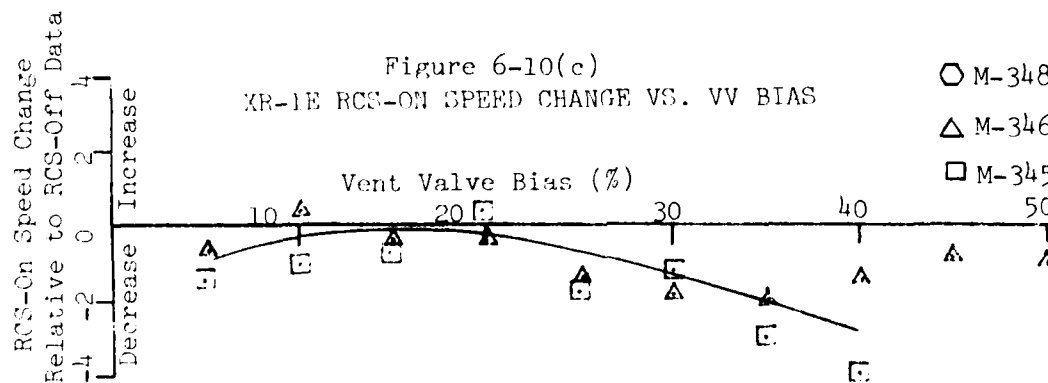 Figure 6-10(c)
XR-1E RCS-ON SPEED CHANGE VS. VV BIAS
M-348
M-346
M-345
Vent Valve Bias (%)
10 20 30 40 50
RCS-On Speed Change
Relative to RCS-Off Data
Decrease Increase
4
2
0
-2
-4